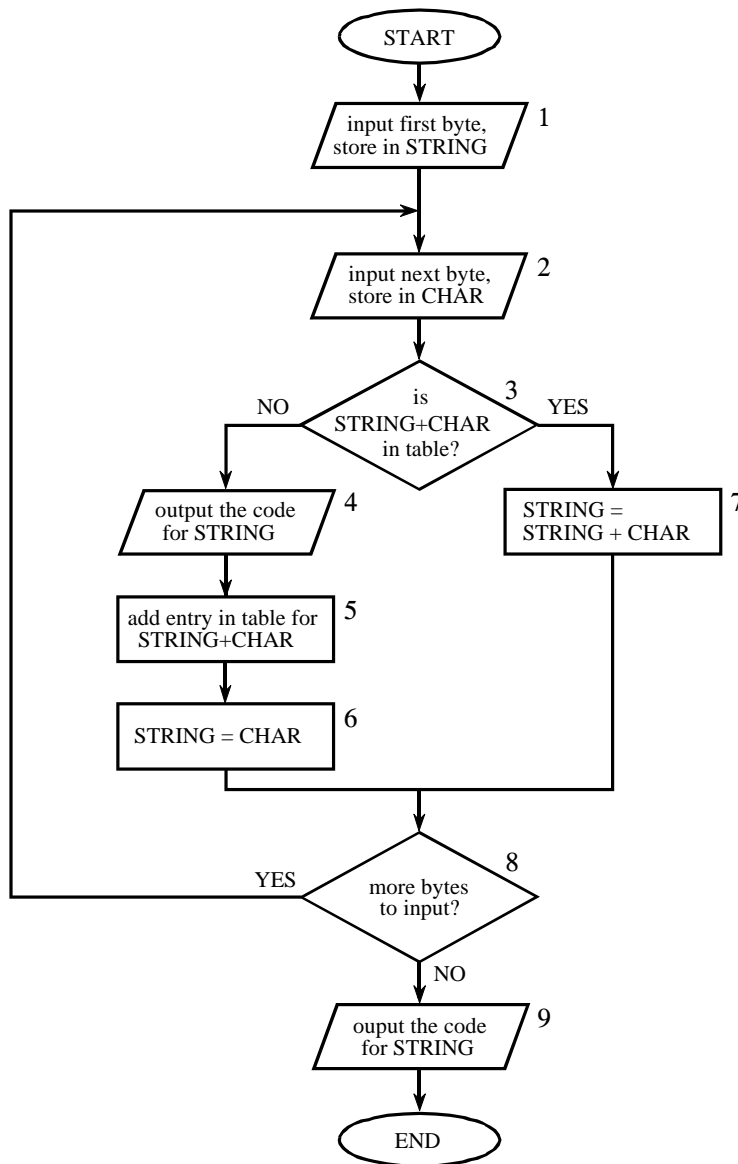 START
input first byte,
store in STRING
1
input next byte,
store in CHAR
2
is
STRING+CHAR
in table?
3
NO
YES
output the code
for STRING
4
STRING =
STRING + CHAR
7
add entry in table for
STRING+CHAR
5
STRING = CHAR
6
more bytes
to input?
8
YES
NO
ouput the code
for STRING
9
END